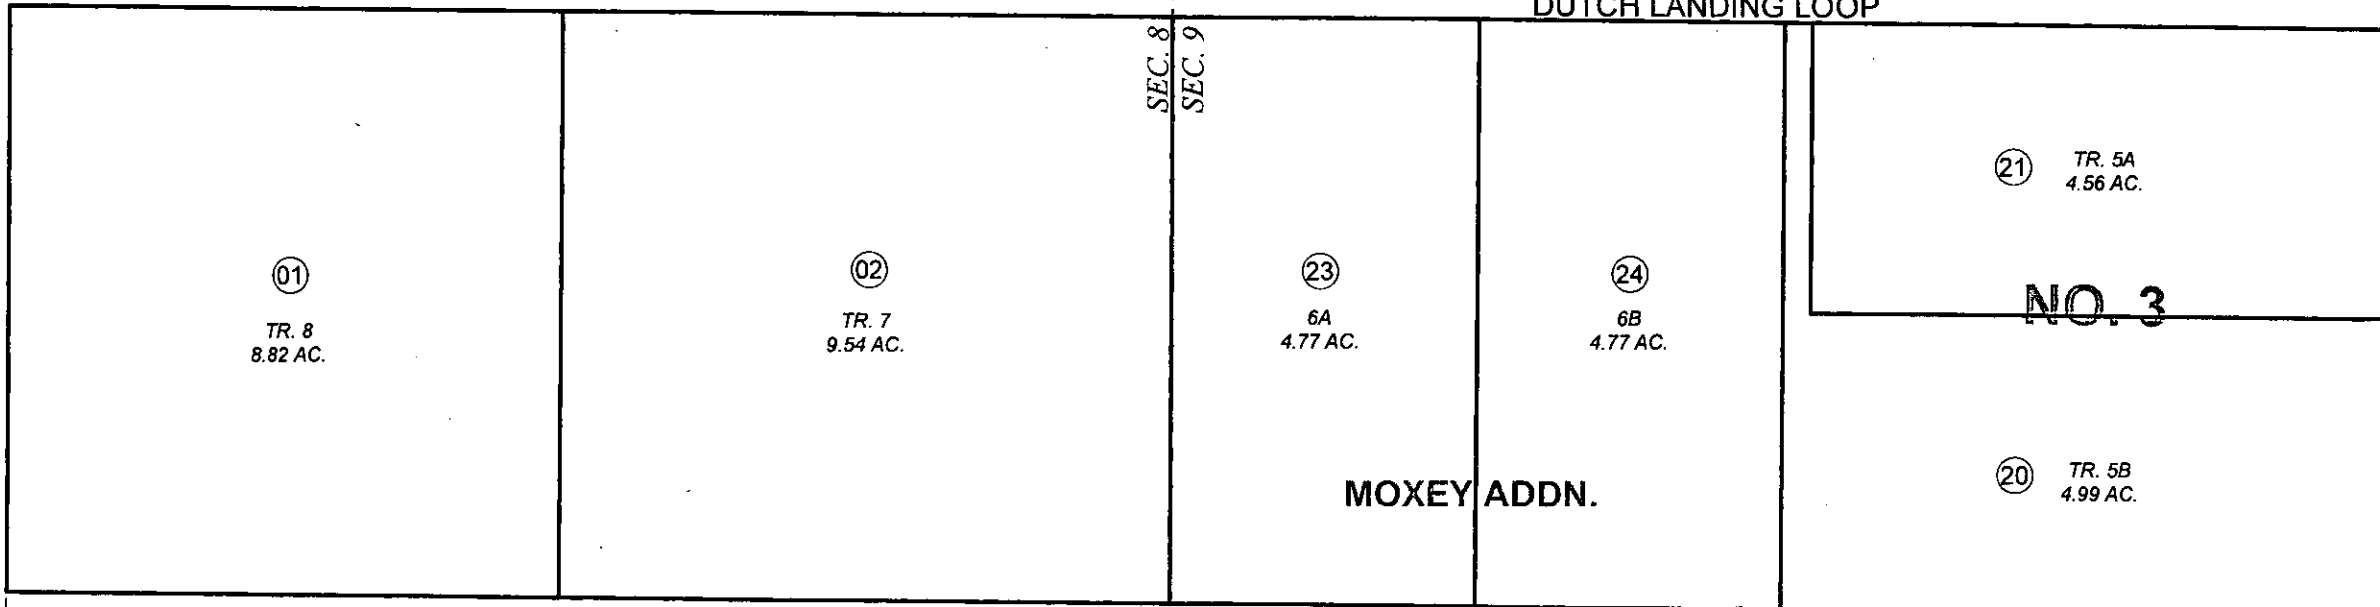 DUTCH LANDING LOOP
SEC. 8
SEC. 9
01
TR. 8
8.82 AC.
02
TR. 7
9.54 AC.
23
6A
4.77 AC.
24
6B
4.77 AC.
21 TR. 5A
4.56 AC.
NO. 3
MOXEY ADDN.
20 TR. 5B
4.99 AC.